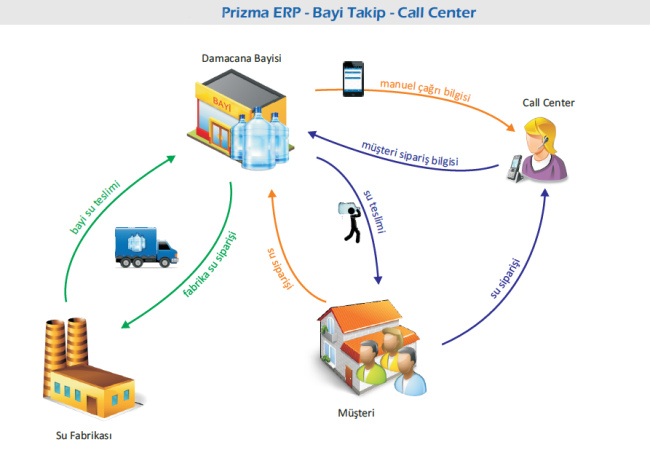 Prizma ERP - Bayi Takip - Call Center
Damacana Bayisi
BAYİ
manuel çağrı bilgisi
Call Center
müşteri sipariş bilgisi
bayi su teslimi
su teslimi
fabrika su siparişi
su siparişi
su siparişi
Müşteri
Su Fabrikası